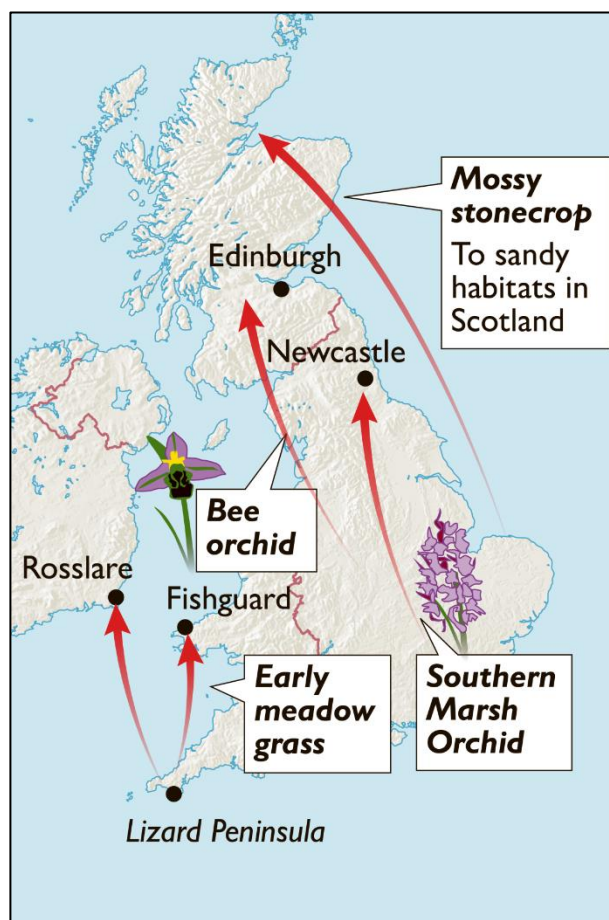 Mossy
stonecrop
To sandy
habitats in
Scotland
Edinburgh
Newcastle
Bee
orchid
Rosslare
Fishguard
Early
meadow
grass
Southern
Marsh
Orchid
Lizard Peninsula